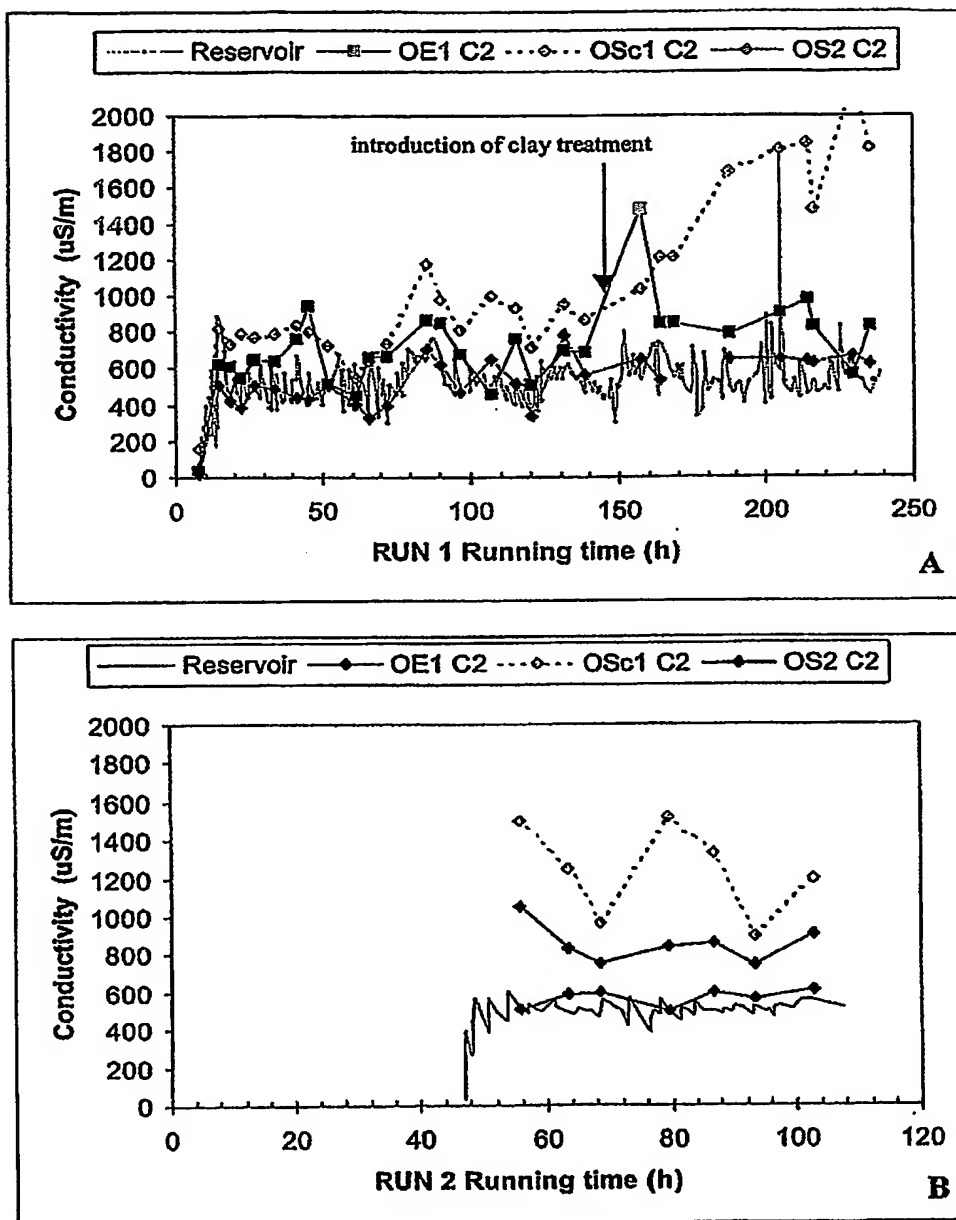 Reservoir OE1 C2 OSc1 C2 OS2 C2
2000
1800
1600
1400
1200
1000
800
600
400
200
0
Conductivity (uS/m)
introduction of clay treatment
0 50 100 150 200 250
RUN 1 Running time (h)
A
Reservoir OE1 C2 OSc1 C2 OS2 C2
2000
1800
1600
1400
1200
1000
800
600
400
200
0
Conductivity (uS/m)
0 20 40 60 80 100 120
RUN 2 Running time (h)
B